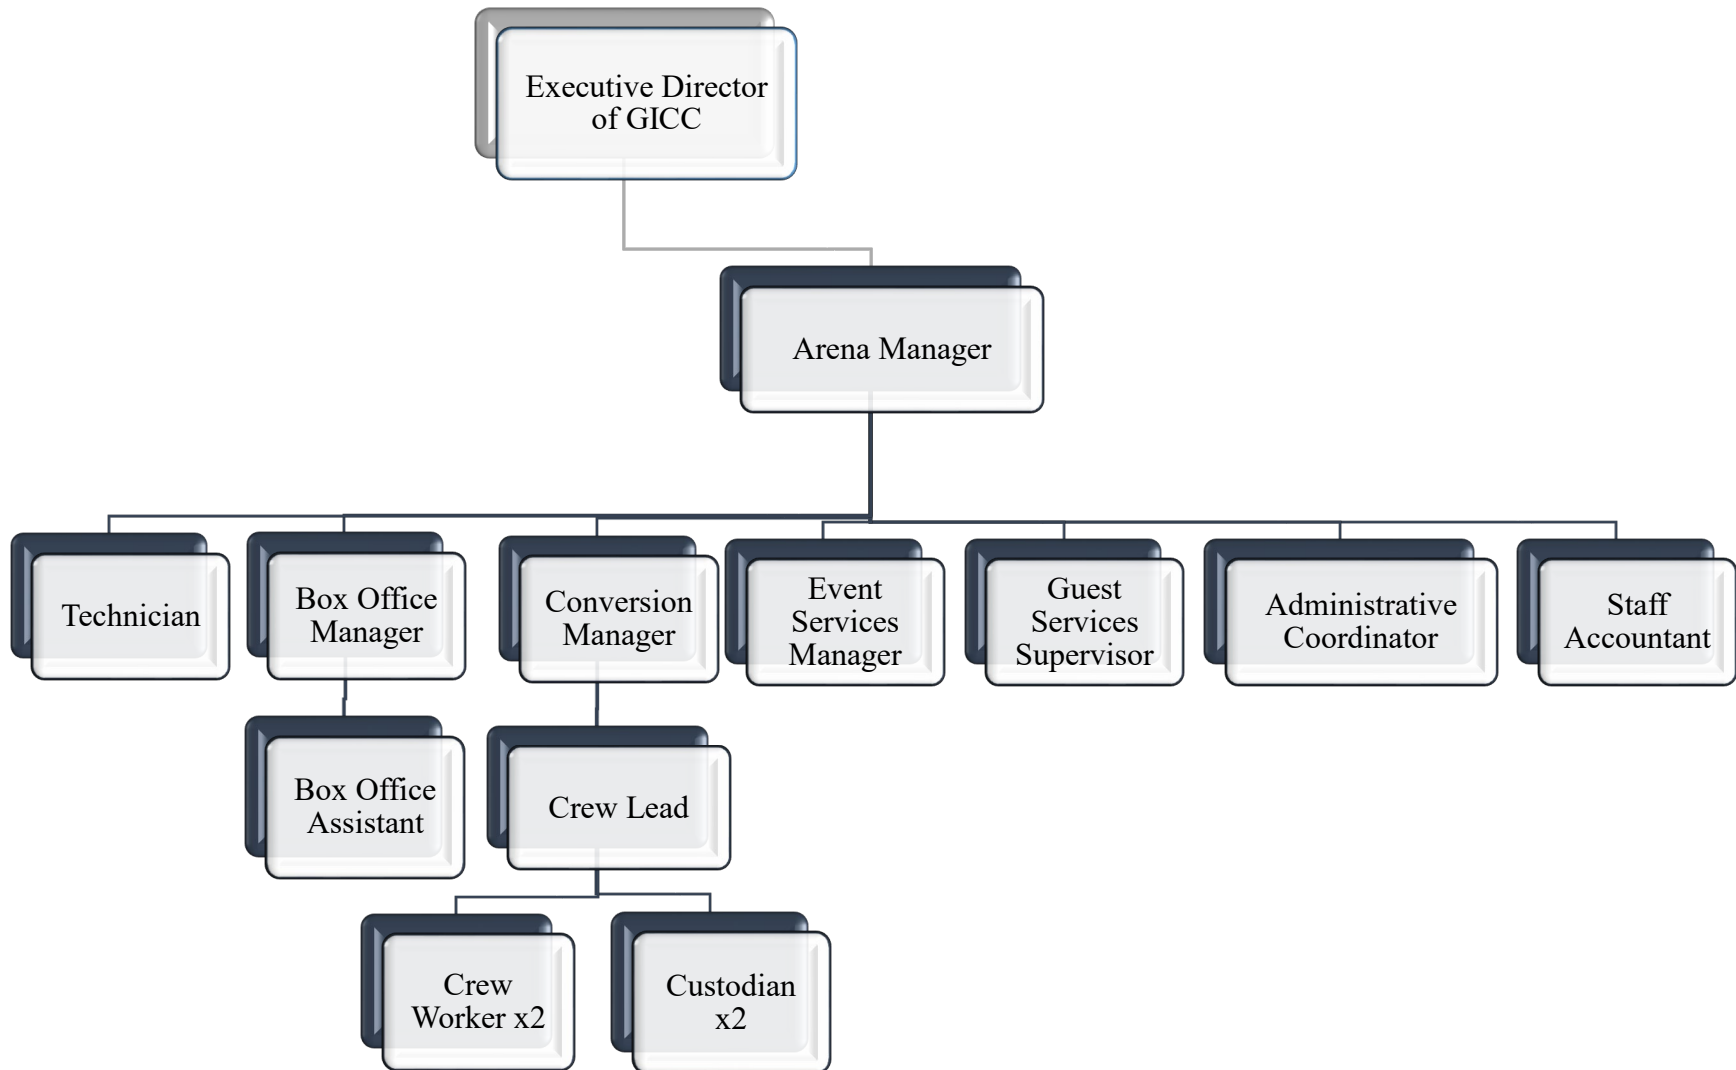 Executive Director
of GICC
Arena Manager
Technician
Box Office
Manager
Conversion
Manager
Event
Services
Manager
Guest
Services
Supervisor
Administrative
Coordinator
Staff
Accountant
Box Office
Assistant
Crew Lead
Crew
Worker x2
Custodian
x2